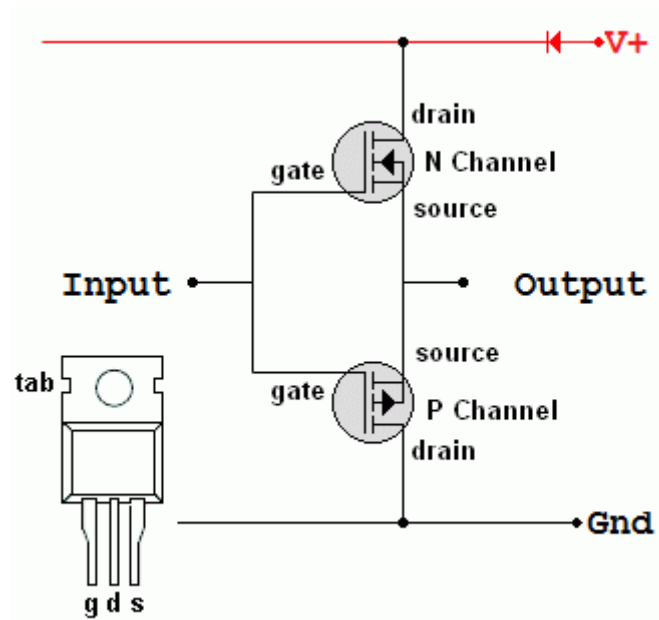 V+
drain
gate
N Channel
source
Input
Output
source
tab
gate
P Channel
drain
Gnd
g d s